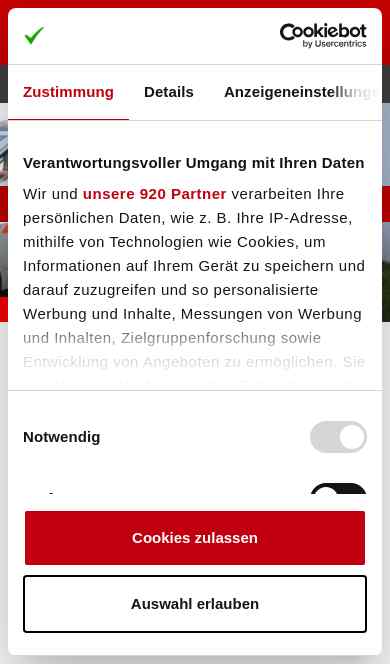 Cookiebot
by Usercentrics
Zustimmung Details Anzeigeneinstellungen
Verantwortungsvoller Umgang mit Ihren Daten
Wir und unsere 920 Partner verarbeiten Ihre
persönlichen Daten, wie z. B. Ihre IP-Adresse,
mithilfe von Technologien wie Cookies, um
Informationen auf Ihrem Gerät zu speichern und
darauf zuzugreifen und so personalisierte
Werbung und Inhalte, Messungen von Werbung
und Inhalten, Zielgruppenforschung sowie
Entwicklung von Angeboten zu ermöglichen. Sie
Notwendig
Cookies zulassen
Auswahl erlauben